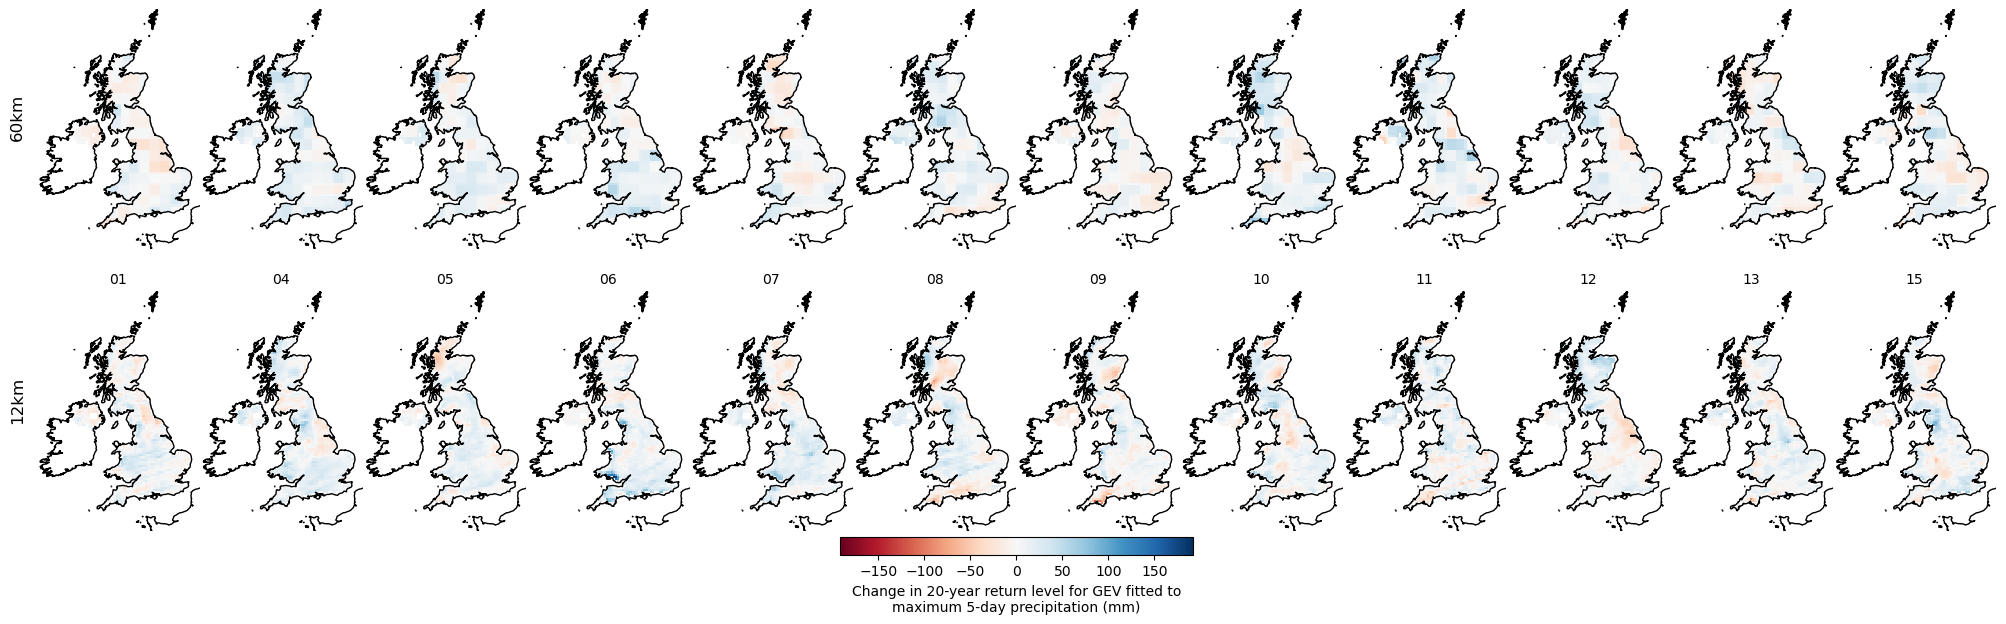 60km
01 04 05 06 07 08 09 10 11 12 13 15
12km
−150 −100 −50 0 50 100 150
Change in 20-year return level for GEV fitted to
maximum 5-day precipitation (mm)